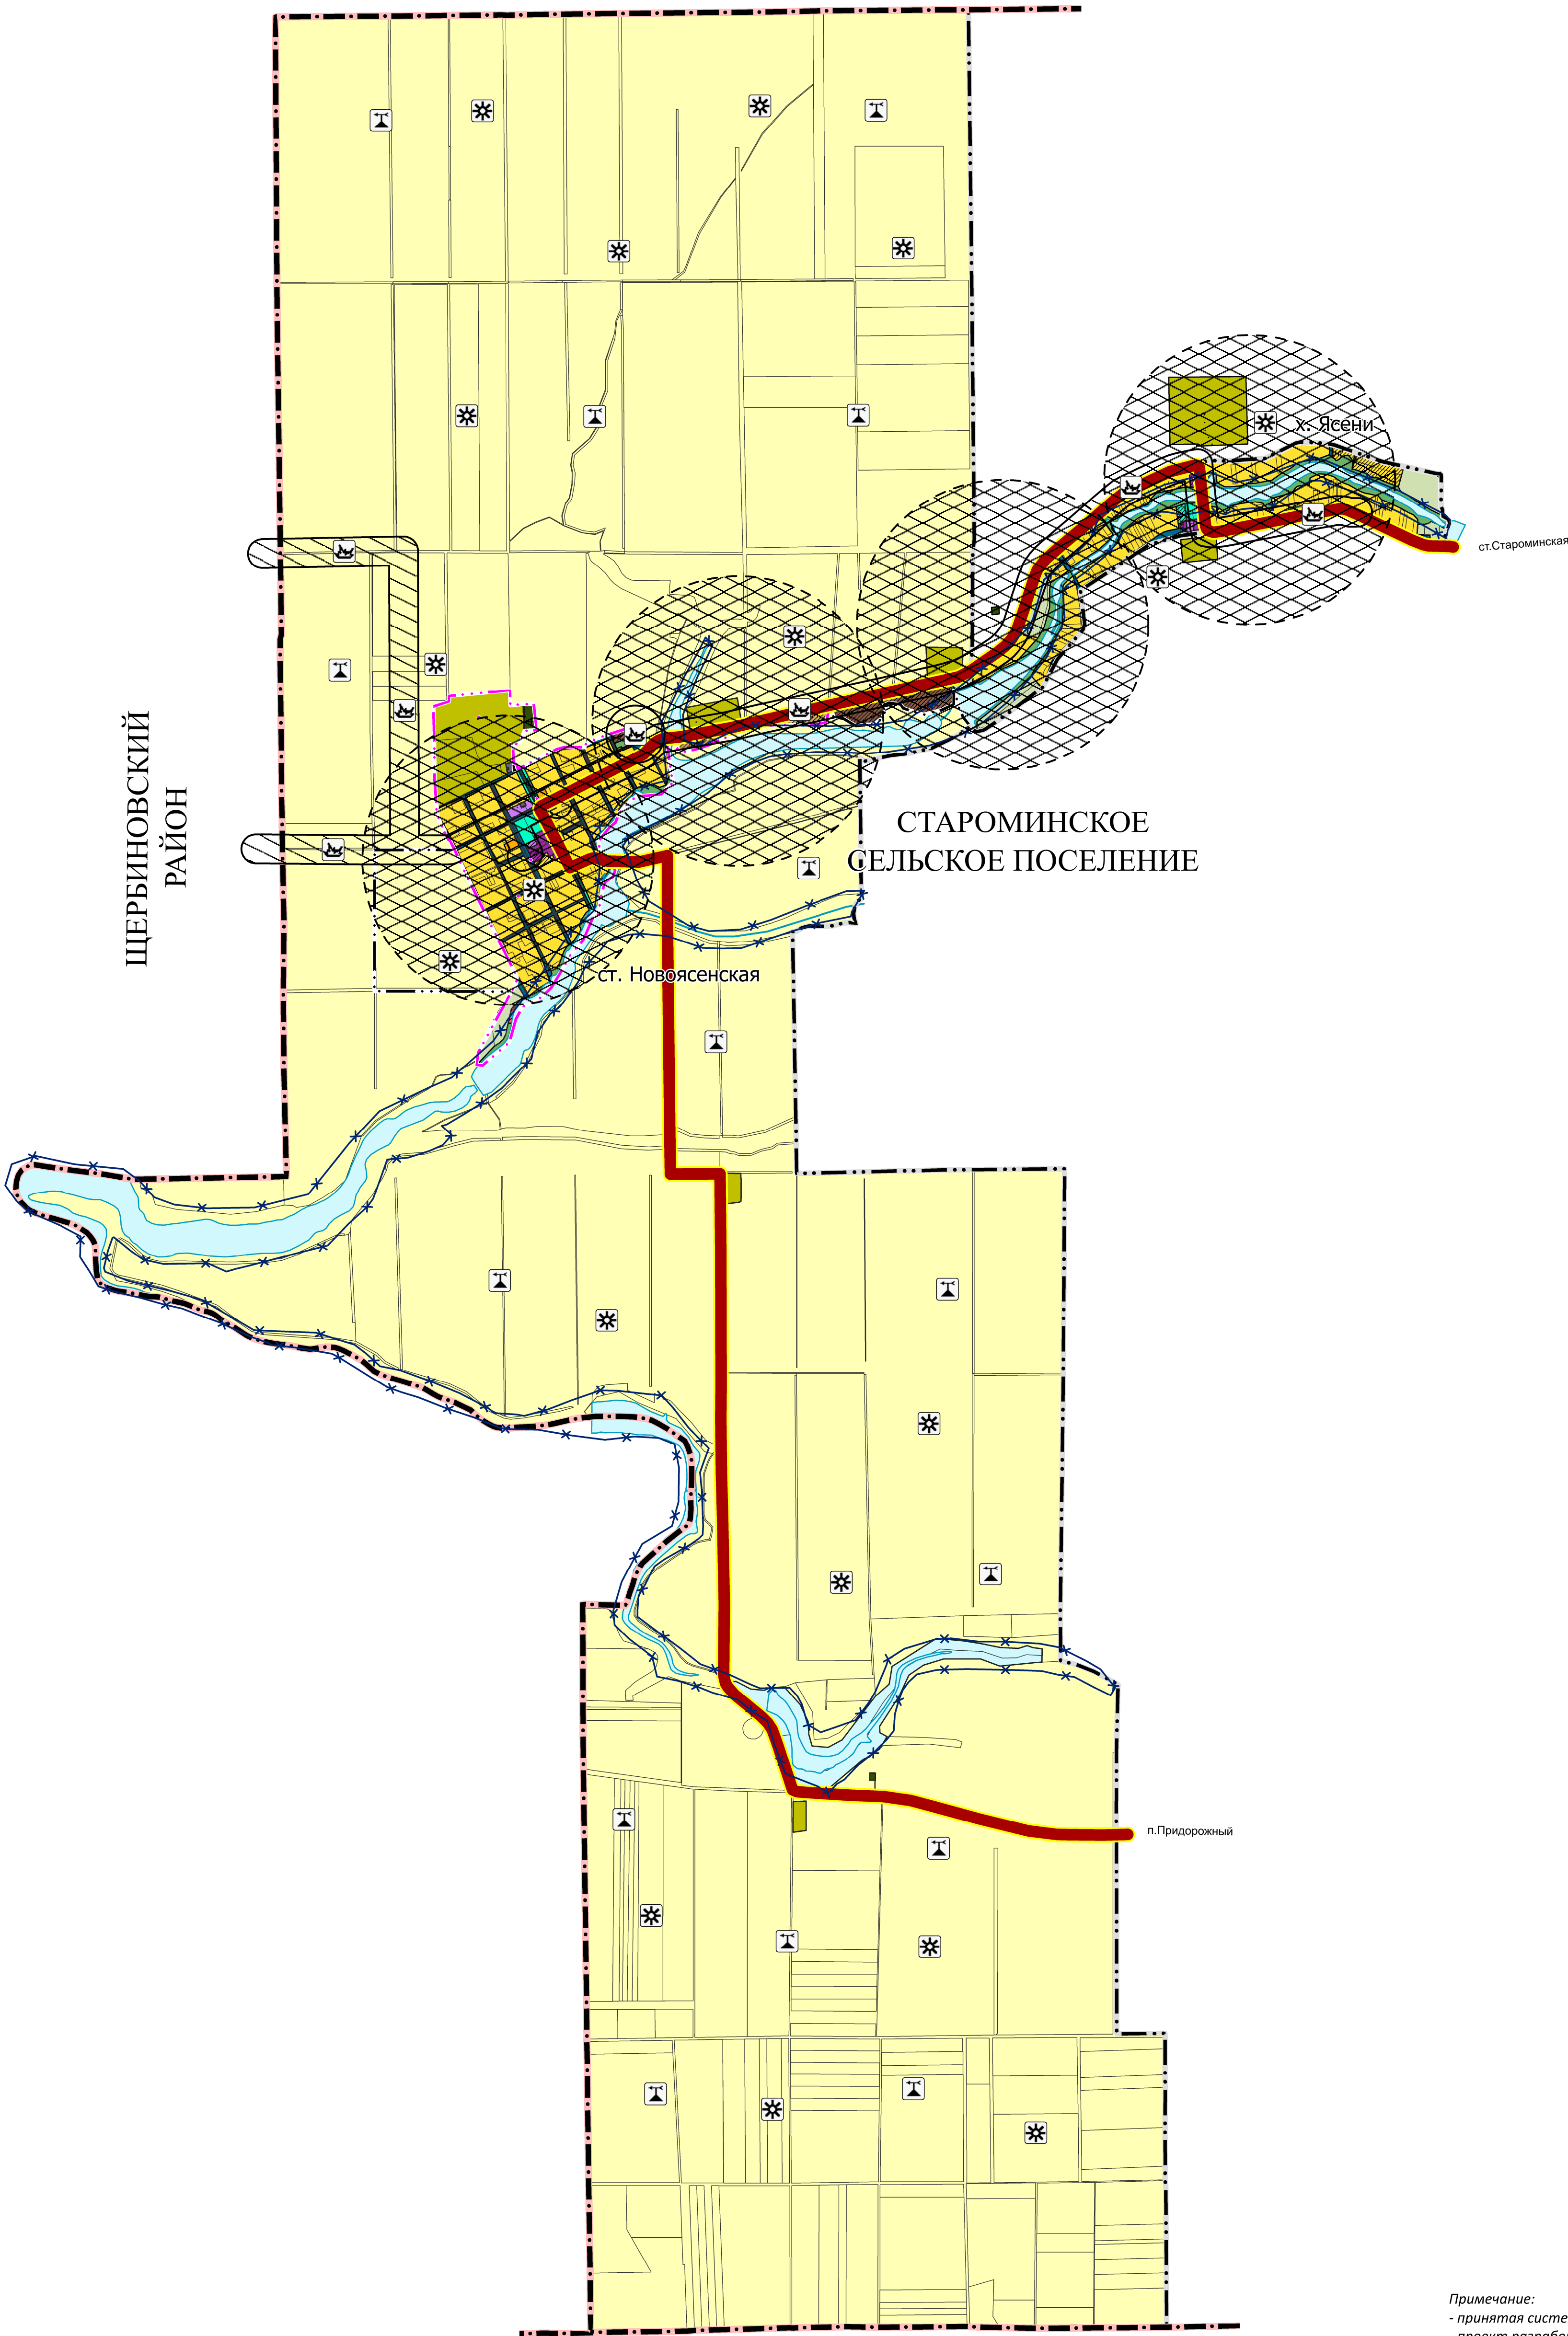 х. Ясени
ст.Староминская
ЩЕРБИНОВСКИЙ
РАЙОН
СТАРОМИНСКОЕ
СЕЛЬСКОЕ ПОСЕЛЕНИЕ
ст. Новоясенская
п.Придорожный
Примечание:
- принятая систе